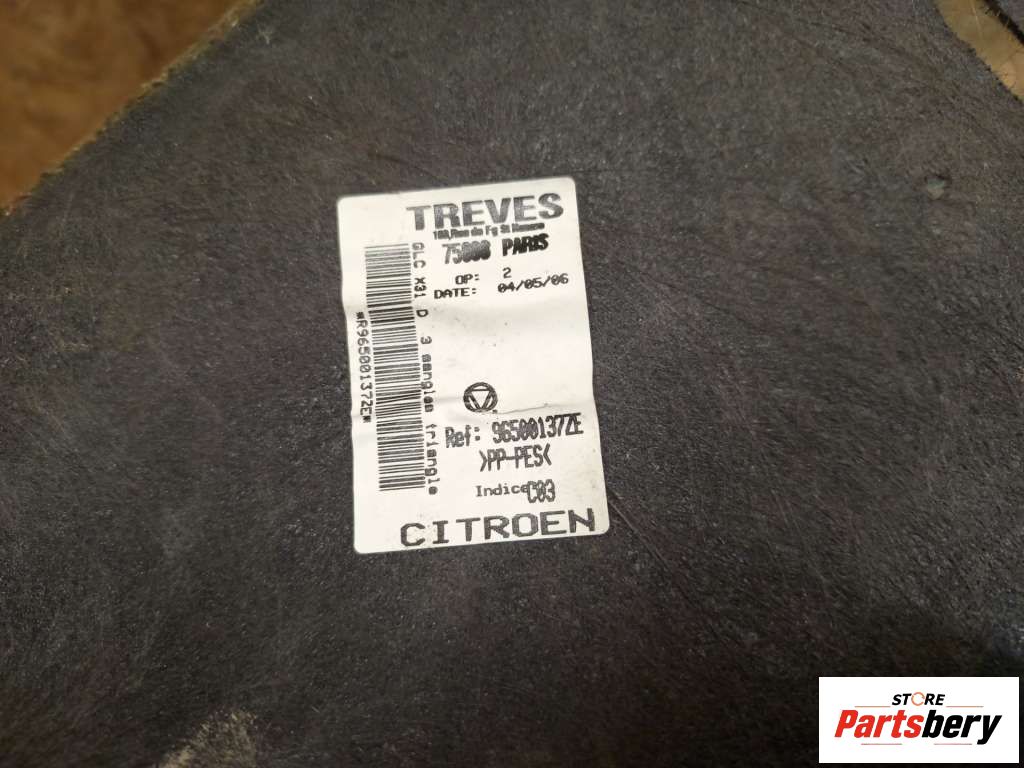 TREVES
75008 PARIS
OP: 2
DATE: 04/05/06
GLC X31 D 3 sangles triangle
*R96500137ZE*
Ref: 96500137ZE
>PP-PES<
Indice C03
CITROEN
STORE
Partsbery